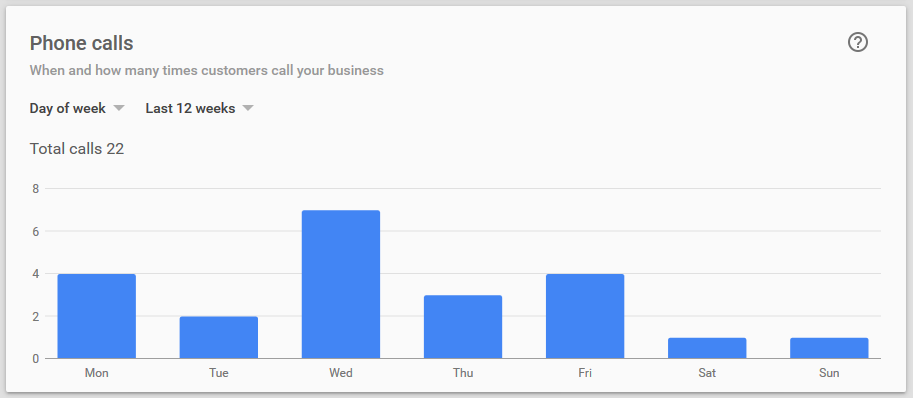 Phone calls
?
When and how many times customers call your business
Day of week Last 12 weeks
Total calls 22
8
6
4
2
0
Mon Tue Wed Thu Fri Sat Sun